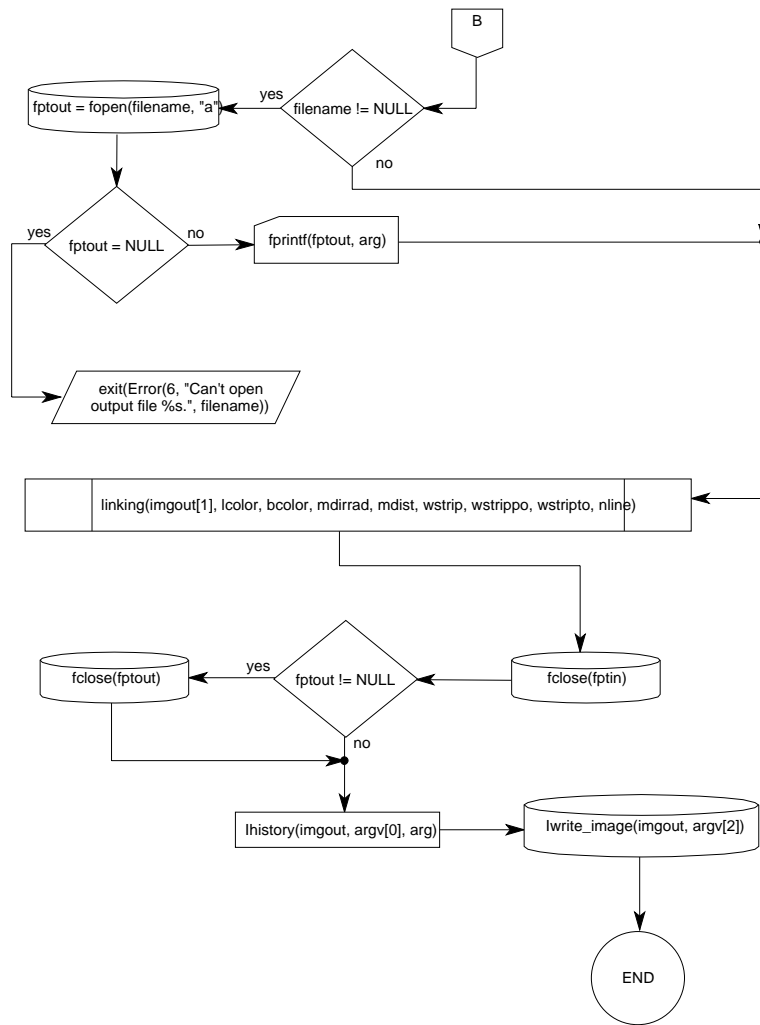 B
yes
fptout = fopen(filename, "a")
filename != NULL
no
yes
fptout = NULL
no
fprintf(fptout, arg)
exit(Error(6, "Can't open
output file %s.", filename))
linking(imgout[1], lcolor, bcolor, mdirrad, mdist, wstrip, wstrippo, wstripto, nline)
yes
fclose(fptout)
fptout != NULL
fclose(fptin)
no
Ihistory(imgout, argv[0], arg)
Iwrite_image(imgout, argv[2])
END